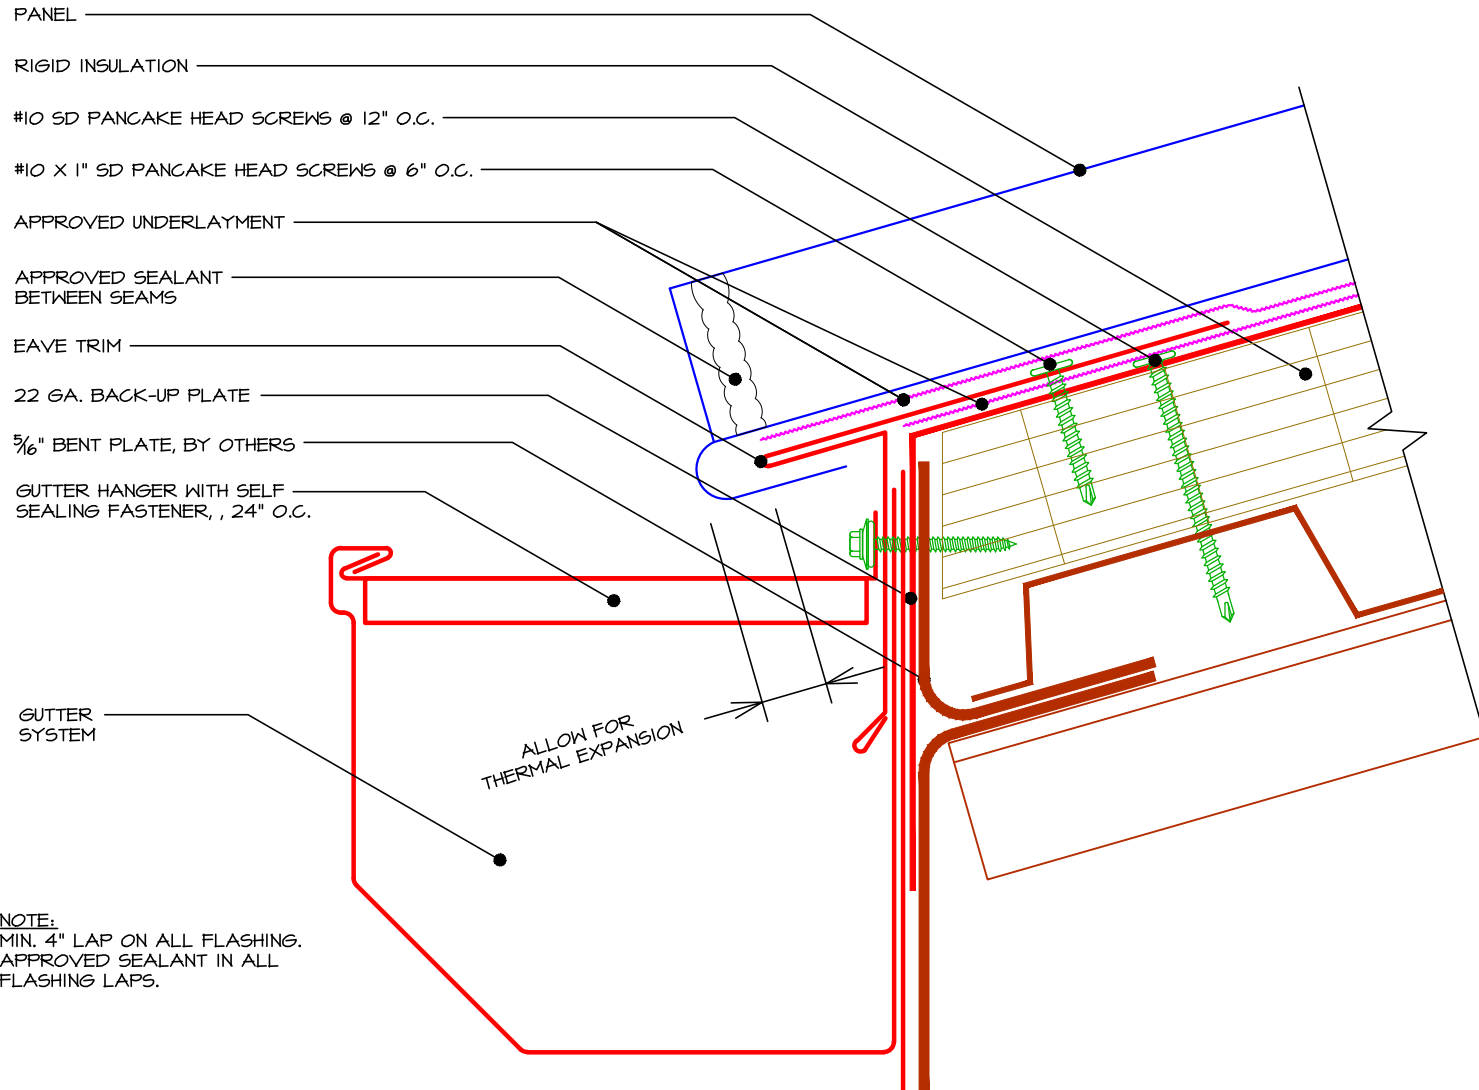 PANEL
RIGID INSULATION
#10 SD PANCAKE HEAD SCREWS @ 12" O.C.
#10 X 1" SD PANCAKE HEAD SCREWS @ 6" O.C.
APPROVED UNDERLAYMENT
APPROVED SEALANT
BETWEEN SEAMS
EAVE TRIM
22 GA. BACK-UP PLATE
5/16" BENT PLATE, BY OTHERS
GUTTER HANGER WITH SELF
SEALING FASTENER, , 24" O.C.
GUTTER
SYSTEM
ALLOW FOR
THERMAL EXPANSION
NOTE:
MIN. 4" LAP ON ALL FLASHING.
APPROVED SEALANT IN ALL
FLASHING LAPS.